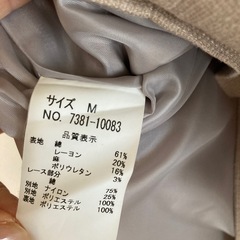 サイズ M
NO. 7381-10083
品質表示
表地 綿 61%
レーヨン 20%
麻 16%
ポリウレタン 3%
レース部分
綿 75%
別地 ナイロン 25%
別地 ポリエステル 100%
裏地 ポリエステル 100%